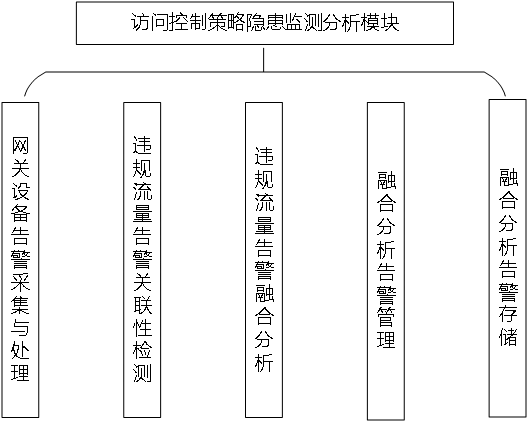 访问控制策略隐患监测分析模块
网关设备告警采集与处理
违规流量告警关联性检测
违规流量告警融合分析
融合分析告警管理
融合分析告警存储